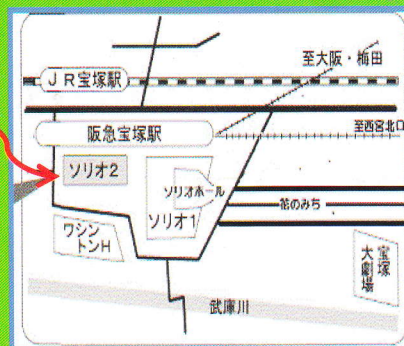 至大阪・梅田
JR宝塚駅
阪急宝塚駅
至西宮北口
ソリオ2
ソリオホール
ソリオ1
花のみち
ワシン
トンH
宝塚
大劇場
武庫川